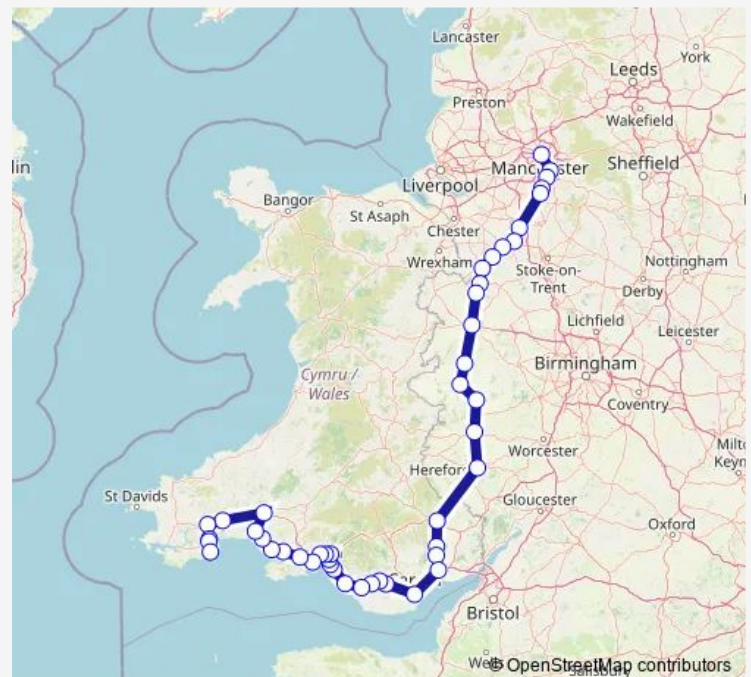 Lancaster
York
Leeds
Preston
Wakefield
lin
Manchester
Sheffield
Liverpool
Bangor
St Asaph
Chester
Wrexham
Stoke-on-
Trent
Nottingham
Derby
Lichfield
Leicester
Birmingham
Cymru /
Wales
Coventry
Worcester
Hereford
St Davids
Gloucester
Oxford
Bristol
© OpenStreetMap contributors